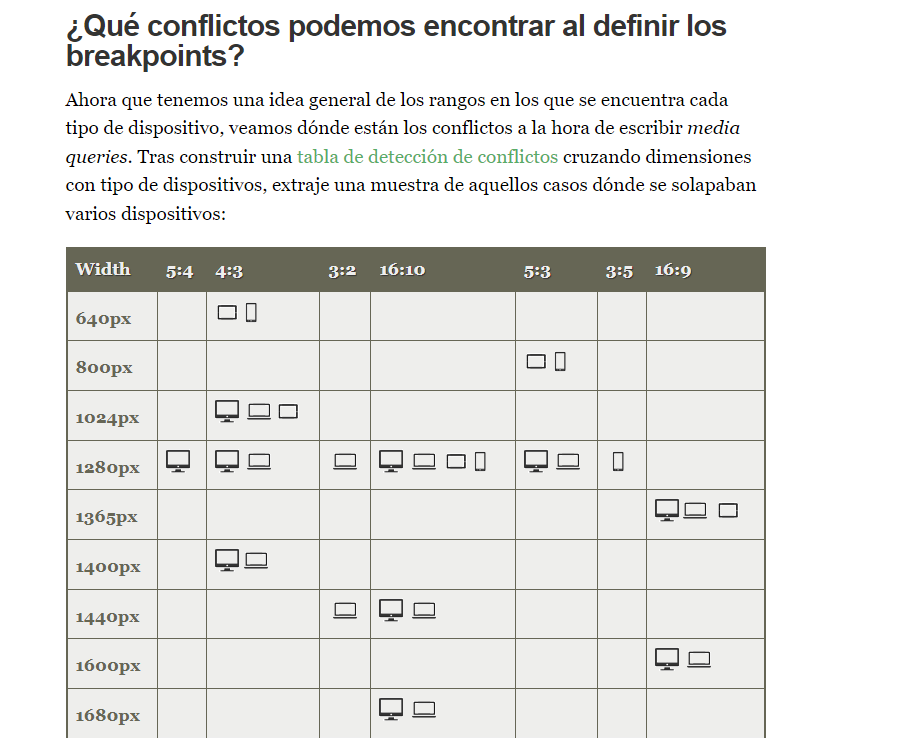 ¿Qué conflictos podemos encontrar al definir los
breakpoints?
Ahora que tenemos una idea general de los rangos en los que se encuentra cada
tipo de dispositivo, veamos dónde están los conflictos a la hora de escribir media
queries. Tras construir una tabla de detección de conflictos cruzando dimensiones
con tipo de dispositivos, extraje una muestra de aquellos casos dónde se solapaban
varios dispositivos:
Width 5:4 4:3 3:2 16:10 5:3 3:5 16:9
640px
800px
1024px
1280px
1365px
1400px
1440px
1600px
1680px